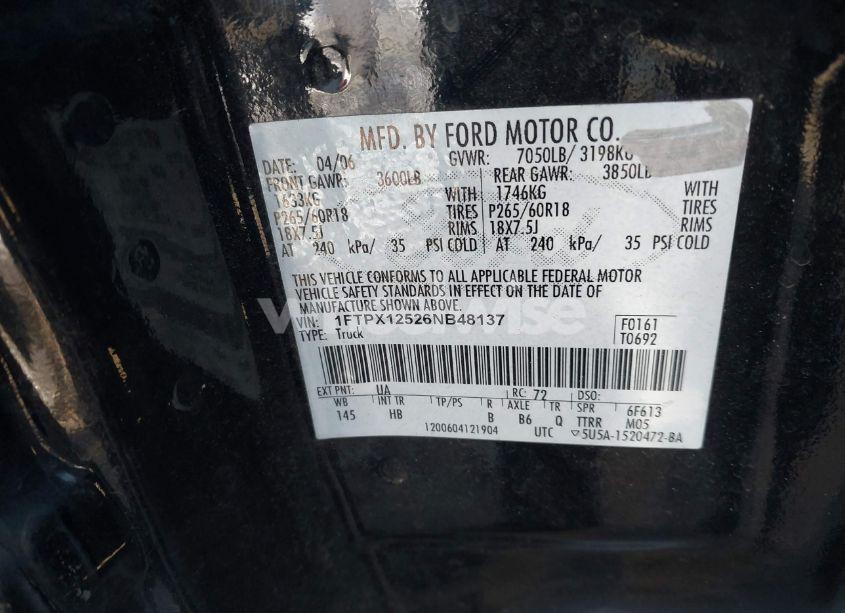 MFD. BY FORD MOTOR CO.
DATE: 04/06 GVWR: 7050LB/ 3198KG
FRONT GAWR: 3600LB REAR GAWR: 3850LB
1633KG WITH 1746KG WITH
P265/60R18 TIRES P265/60R18 TIRES
18X7.5J RIMS 18X7.5J RIMS
AT 240 kPa/ 35 PSI COLD AT 240 kPa/ 35 PSI COLD
THIS VEHICLE CONFORMS TO ALL APPLICABLE FEDERAL MOTOR
VEHICLE SAFETY STANDARDS IN EFFECT ON THE DATE OF
MANUFACTURE SHOWN ABOVE.
VIN: 1FTPX12526NB48137 F0161
TYPE: Truck T0692
EXT PNT: UA RC: 72 DSO:
WB INT TR TP/PS R AXLE TR SPR 6F613
145 HB B B6 Q TTRR M05
1200604121904 UTC ▽5U5A-1520472-BA